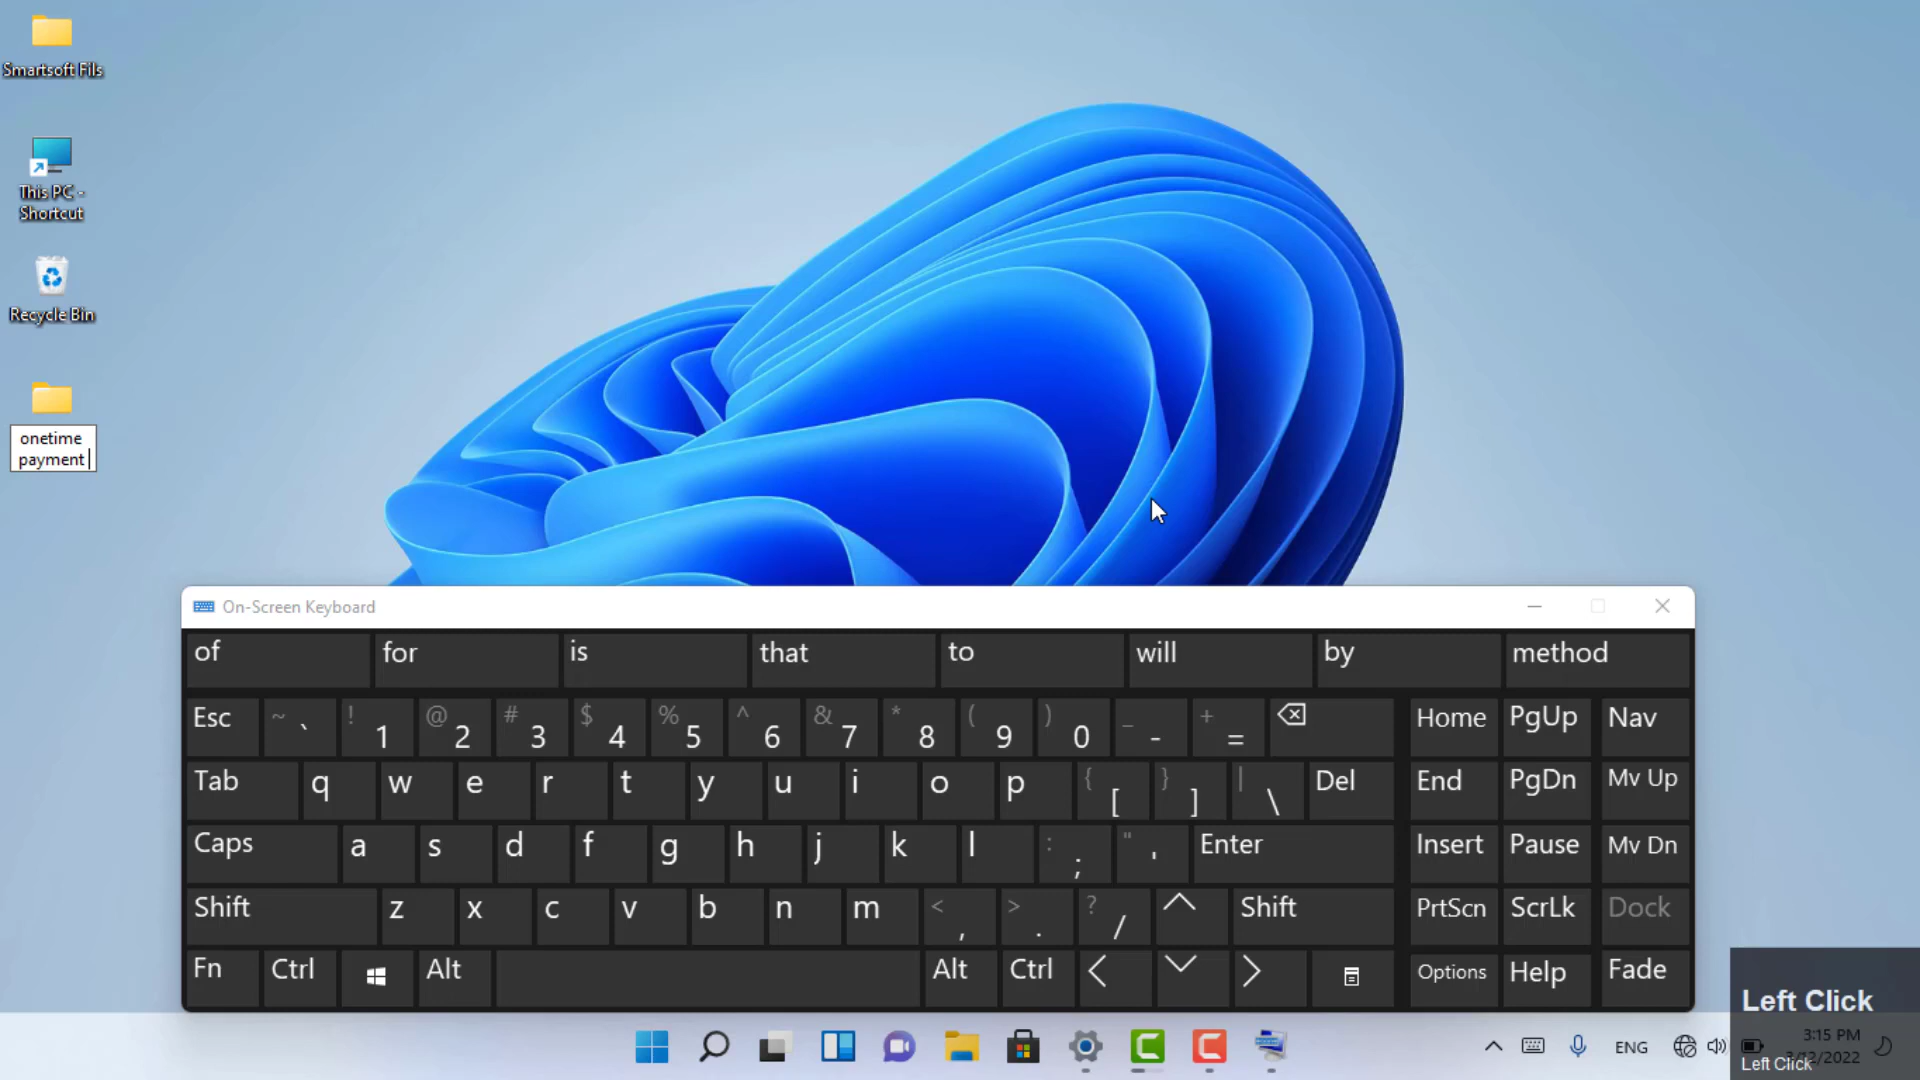 Smartsoft Fils
This PC -
Shortcut
Recycle Bin
onetime
payment
On-Screen Keyboard
of for is that to will by method
Esc ~ ` ! 1 @ 2 # 3 $ 4 % 5 ^ 6 & 7 * 8 ( 9 ) 0 _ - + = Home PgUp Nav
Tab q w e r t y u i o p { [ } ] | \ Del End PgDn Mv Up
Caps a s d f g h j k l : ; " ' Enter Insert Pause Mv Dn
Shift z x c v b n m < , > . ? / Shift PrtScn ScrLk Dock
Fn Ctrl Alt Alt Ctrl Options Help Fade
Left Click
ENG 3:15 PM
Left Click